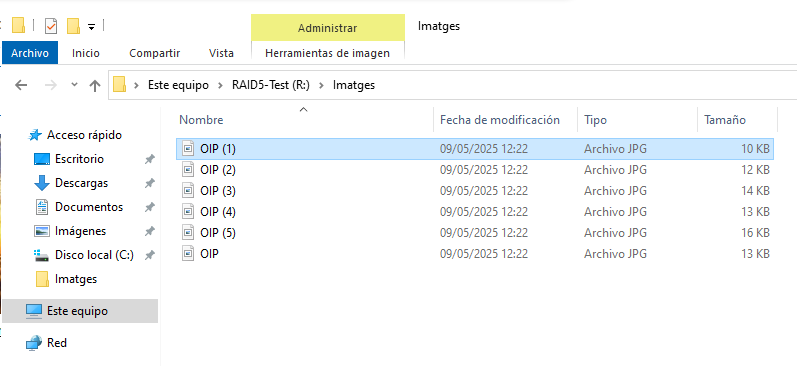 Administrar
Imatges
Archivo Inicio Compartir Vista Herramientas de imagen
Este equipo RAID5-Test (R:) Imatges
Nombre Fecha de modificación Tipo Tamaño
Acceso rápido
Escritorio
Descargas
Documentos
Imágenes
Disco local (C:)
Imatges
Este equipo
Red
OIP (1) 09/05/2025 12:22 Archivo JPG 10 KB
OIP (2) 09/05/2025 12:22 Archivo JPG 12 KB
OIP (3) 09/05/2025 12:22 Archivo JPG 14 KB
OIP (4) 09/05/2025 12:22 Archivo JPG 13 KB
OIP (5) 09/05/2025 12:22 Archivo JPG 16 KB
OIP 09/05/2025 12:22 Archivo JPG 13 KB